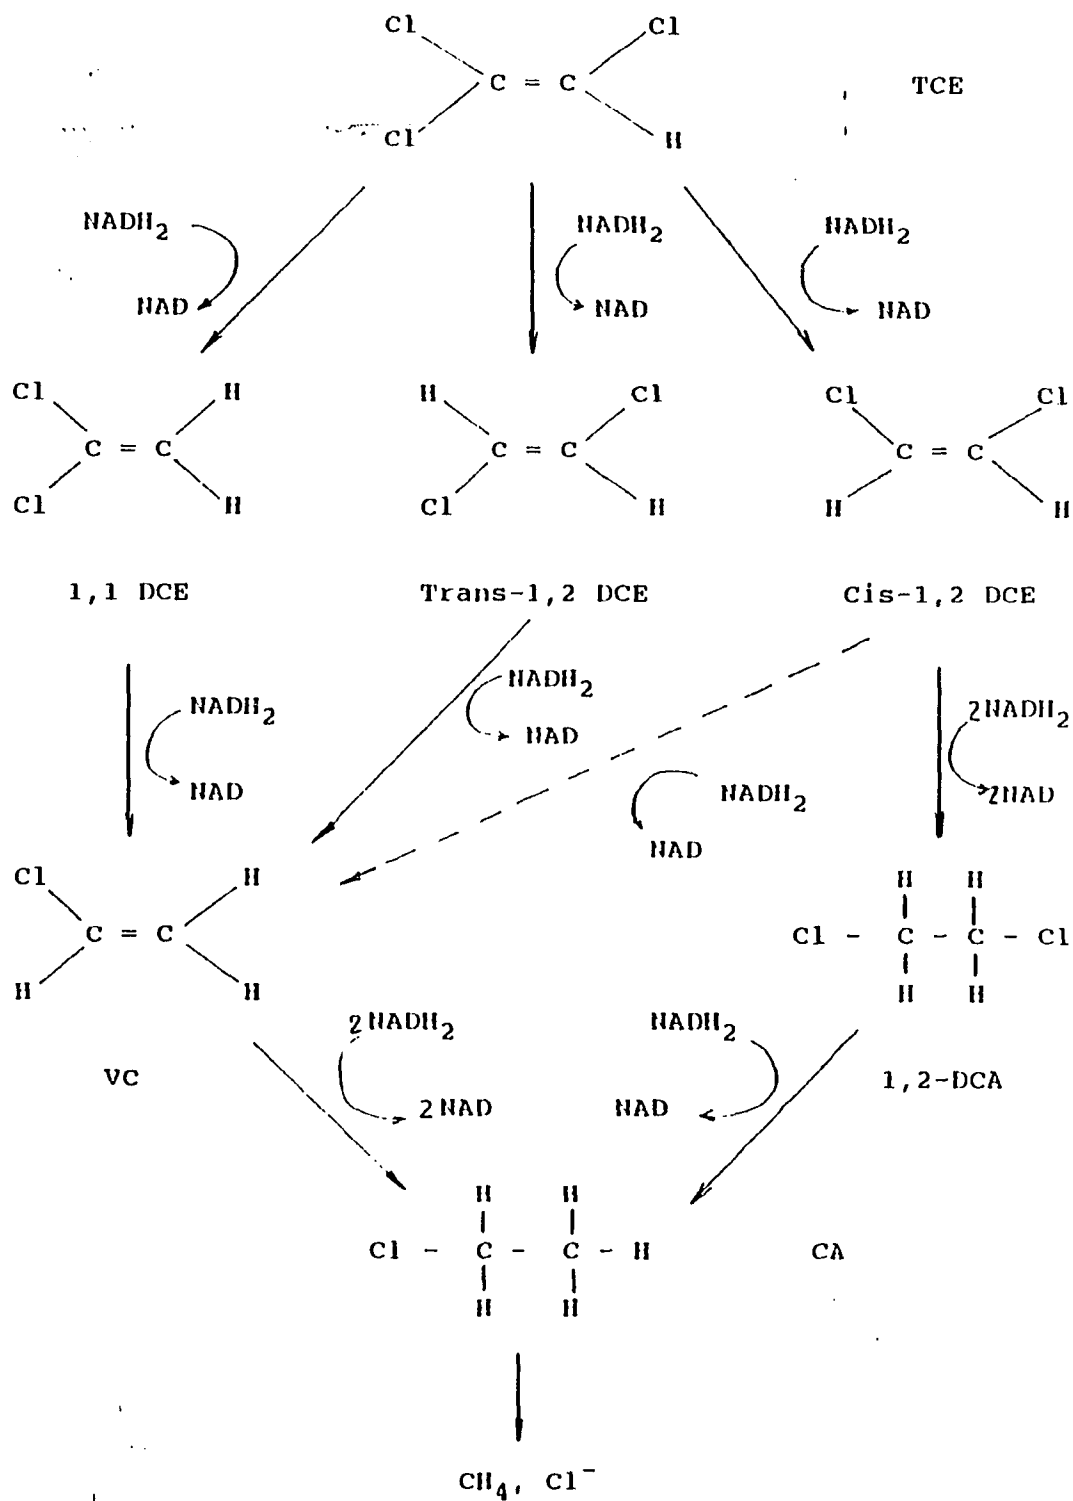 Cl Cl
C = C TCE
Cl H
NADH2 NADH2 NADH2
NAD NAD NAD
Cl H H Cl Cl Cl
C = C C = C C = C
Cl H Cl H H H
1,1 DCE Trans-1,2 DCE Cis-1,2 DCE
NADH2 NADH2 2NADH2
NAD NAD NADH2 2NAD
NAD
Cl H H H
C = C Cl - C - C - Cl
H H H H
2NADH2 NADH2
VC 1,2-DCA
2NAD NAD
H H
Cl - C - C - H CA
H H
CH4, Cl-